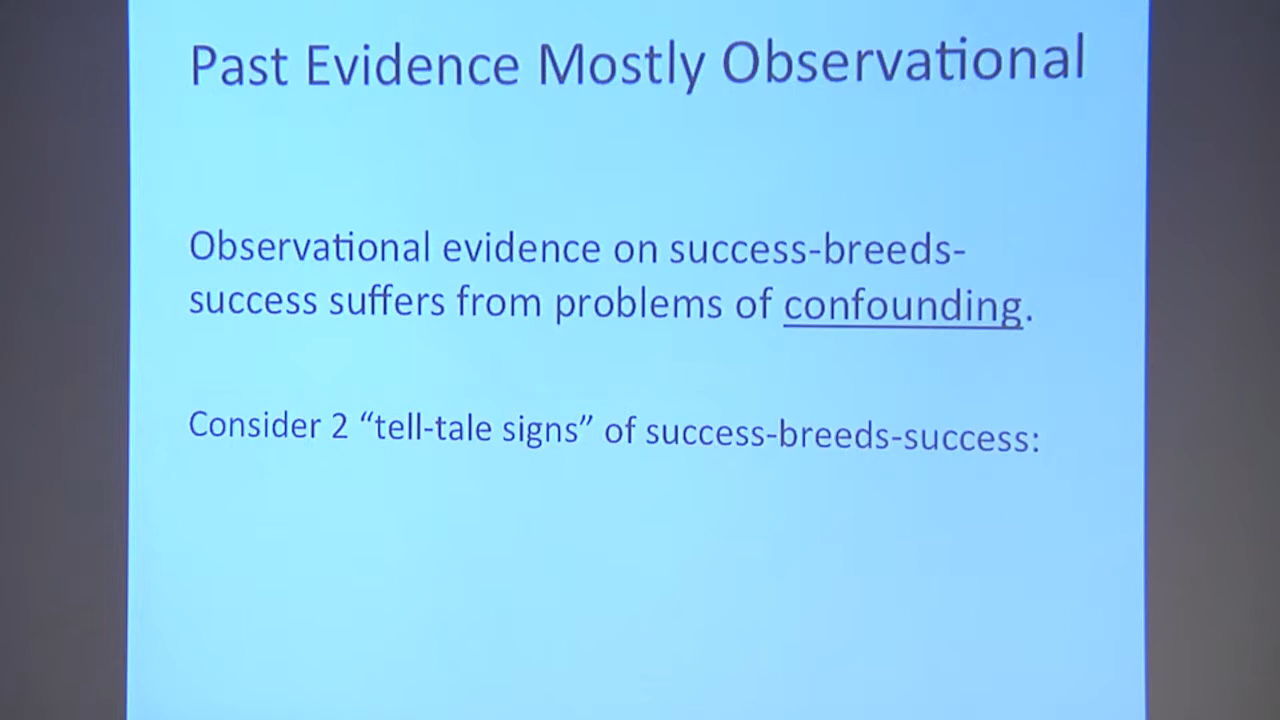 Past Evidence Mostly Observational
Observational evidence on success-breeds-
success suffers from problems of confounding.
Consider 2 “tell-tale signs” of success-breeds-success: